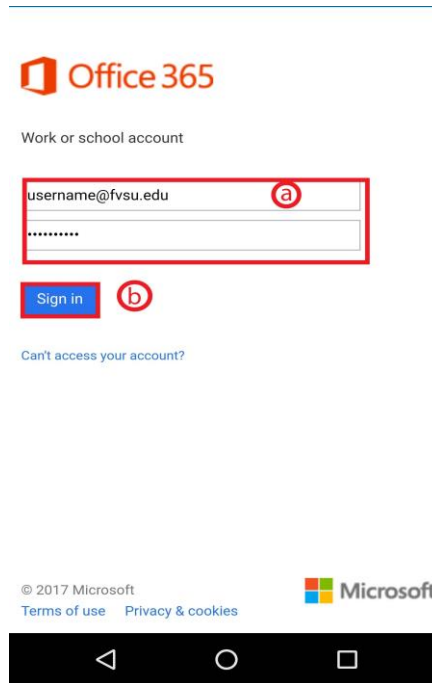 Office 365
Work or school account
username@fvsu.edu a
••••••••••
Sign in b
Can't access your account?
© 2017 Microsoft Microsoft
Terms of use Privacy & cookies